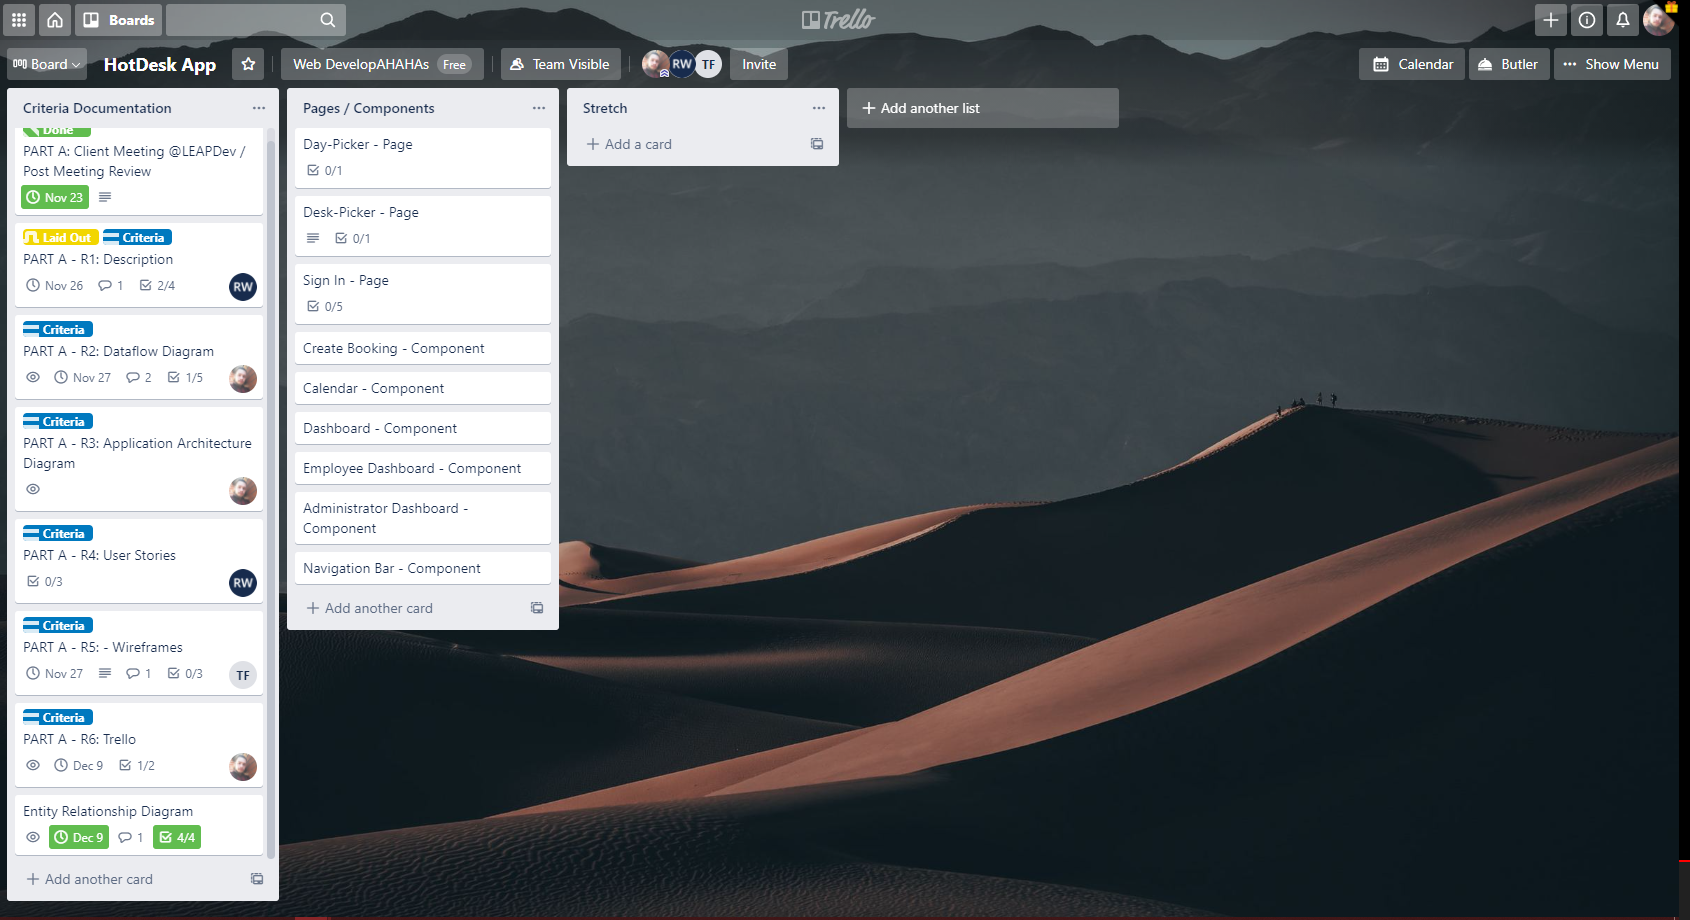 Boards
Trello
Board
HotDesk App
Web DevelopAHAHAs Free
Team Visible
RW
TF
Invite
Calendar
Butler
Show Menu
Criteria Documentation
Done
PART A: Client Meeting @LEAPDev /
Post Meeting Review
Nov 23
Laid Out Criteria
PART A - R1: Description
Nov 26 1 2/4 RW
Criteria
PART A - R2: Dataflow Diagram
Nov 27 2 1/5
Criteria
PART A - R3: Application Architecture
Diagram
Criteria
PART A - R4: User Stories
0/3 RW
Criteria
PART A - R5: - Wireframes
Nov 27 1 0/3 TF
Criteria
PART A - R6: Trello
Dec 9 1/2
Entity Relationship Diagram
Dec 9 1 4/4
+ Add another card
Pages / Components
Day-Picker - Page
0/1
Desk-Picker - Page
0/1
Sign In - Page
0/5
Create Booking - Component
Calendar - Component
Dashboard - Component
Employee Dashboard - Component
Administrator Dashboard -
Component
Navigation Bar - Component
+ Add another card
Stretch
+ Add a card
+ Add another list